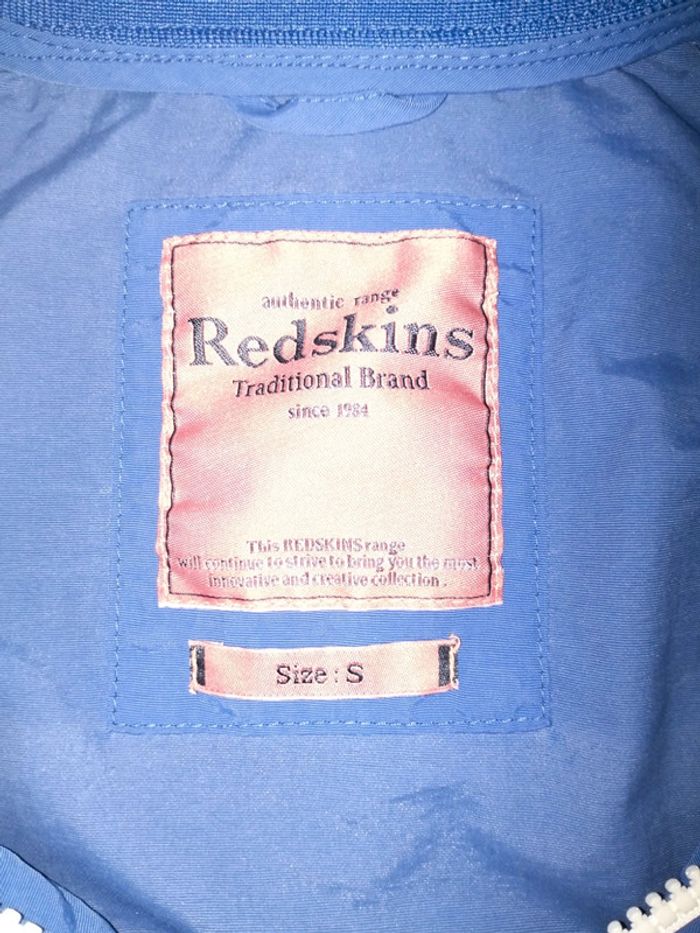 authentic range
Redskins
Traditional Brand
since 1984
This REDSKINS range
will continue to strive to bring you the most
innovative and creative collection .
Size : S